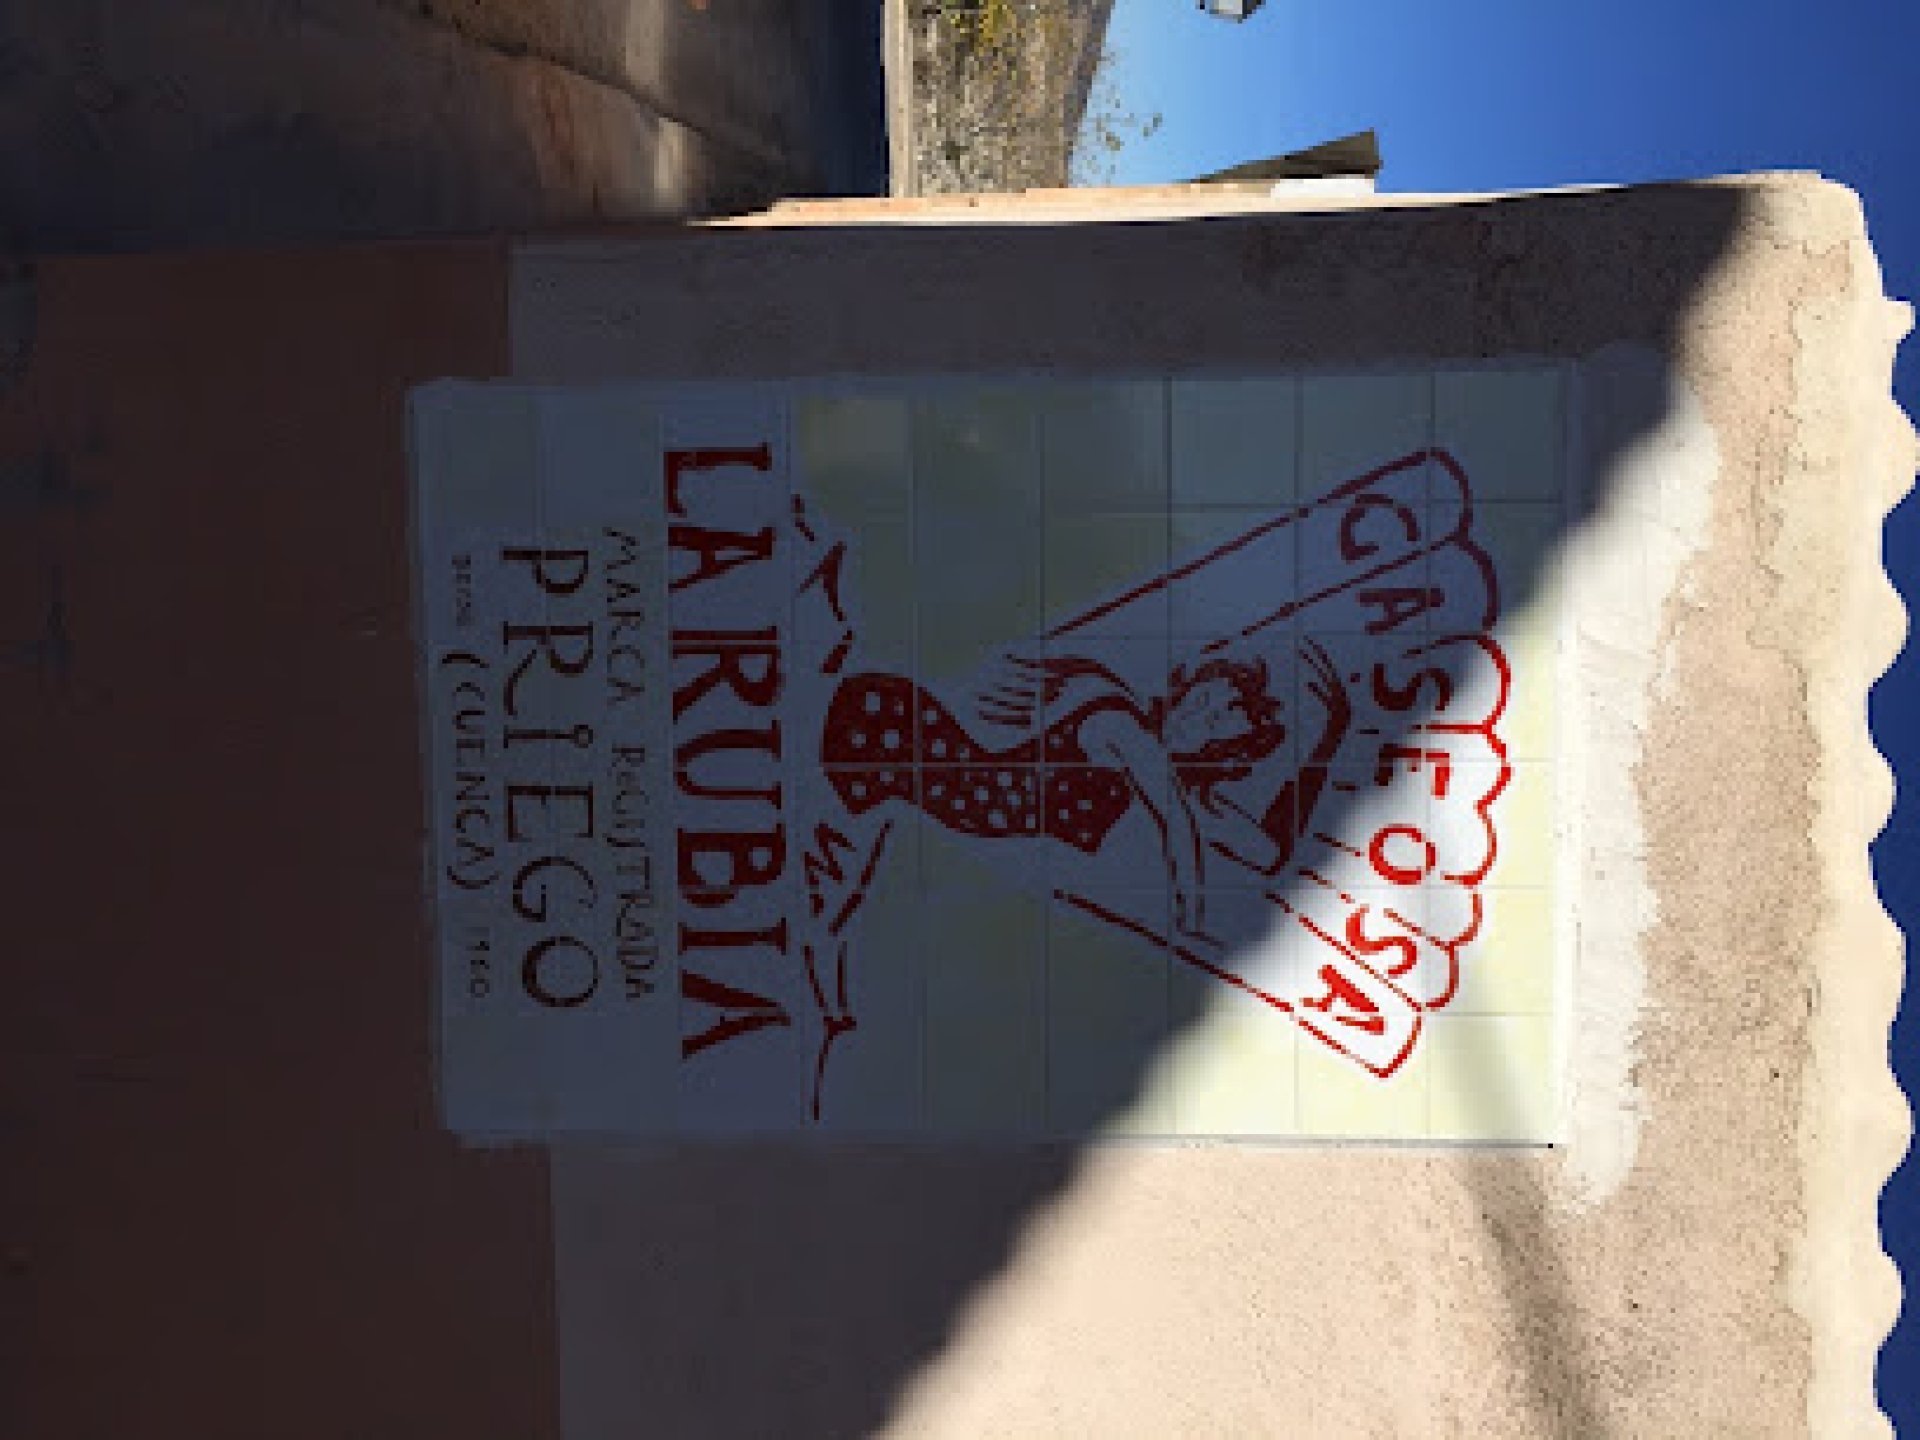 GASEOSA
LA RUBIA
MARCA REGISTRADA
PRiEGO
(CUENCA)